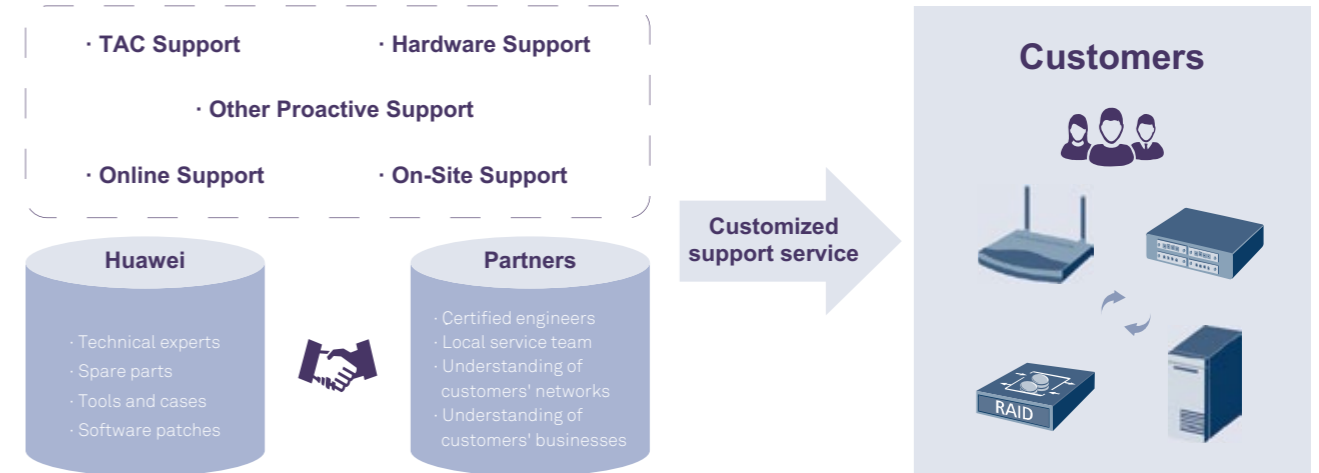 · TAC Support
· Hardware Support
· Other Proactive Support
· Online Support
· On-Site Support
Huawei
· Technical experts
· Spare parts
· Tools and cases
· Software patches
Partners
· Certified engineers
· Local service team
· Understanding of
customers' networks
· Understanding of
customers' businesses
Customized
support service
Customers
RAID